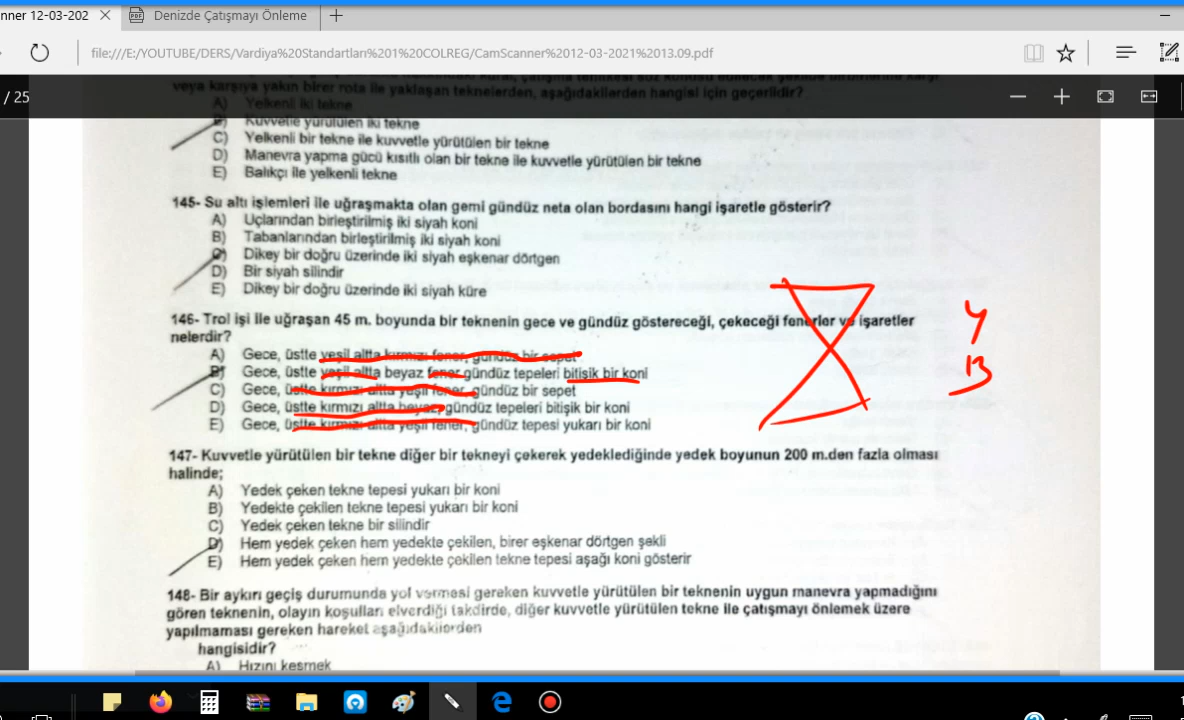 nner 12-03-202
Denizde Çatışmayı Önleme
file:///E:/YOUTUBE/DERS/Vardiya%20Standartları%201%20COLREG/CamScanner%2012-03-2021%2013.09.pdf
/ 25
veya karşıya yakın birer rota ile yaklaşan teknelerden, aşağıdakilerden hangisi için geçerlidir?
A) Yelkenli iki tekne
B) Kuvvetle yürütülen iki tekne
C) Yelkenli bir tekne ile kuvvetle yürütülen bir tekne
D) Manevra yapma gücü kısıtlı olan bir tekne ile kuvvetle yürütülen bir tekne
E) Balıkçı ile yelkenli tekne
145- Su altı işlemleri ile uğraşmakta olan gemi gündüz neta olan bordasını hangi işaretle gösterir?
A) Uçlarından birleştirilmiş iki siyah koni
B) Tabanlarından birleştirilmiş iki siyah koni
C) Dikey bir doğru üzerinde iki siyah eşkenar dörtgen
D) Bir siyah silindir
E) Dikey bir doğru üzerinde iki siyah küre
146- Trol işi ile uğraşan 45 m. boyunda bir teknenin gece ve gündüz göstereceği, çekeceği fenerler ve işaretler
nelerdir?
A) Gece, üstte yeşil altta kırmızı fener, gündüz bir sepet
B) Gece, üstte yeşil altta beyaz fener gündüz tepeleri bitişik bir koni
C) Gece, üstte kırmızı altta yeşil fener, gündüz bir sepet
D) Gece, üstte kırmızı altta beyaz, gündüz tepeleri bitişik bir koni
E) Gece, üstte kırmızı altta yeşil fener, gündüz tepesi yukarı bir koni
Y
B
147- Kuvvetle yürütülen bir tekne diğer bir tekneyi çekerek yedeklediğinde yedek boyunun 200 m.den fazla olması
halinde;
A) Yedek çeken tekne tepesi yukarı bir koni
B) Yedekte çekilen tekne tepesi yukarı bir koni
C) Yedek çeken tekne bir silindir
D) Hem yedek çeken hem yedekte çekilen, birer eşkenar dörtgen şekli
E) Hem yedek çeken hem yedekte çekilen tekne tepesi aşağı koni gösterir
148- Bir aykırı geçiş durumunda yol vermesi gereken kuvvetle yürütülen bir teknenin uygun manevra yapmadığını
gören teknenin, olayın koşulları elverdiği takdirde, diğer kuvvetle yürütülen tekne ile çatışmayı önlemek üzere
yapılmaması gereken hareket aşağıdakilerden
hangisidir?
A) Hızını kesmek